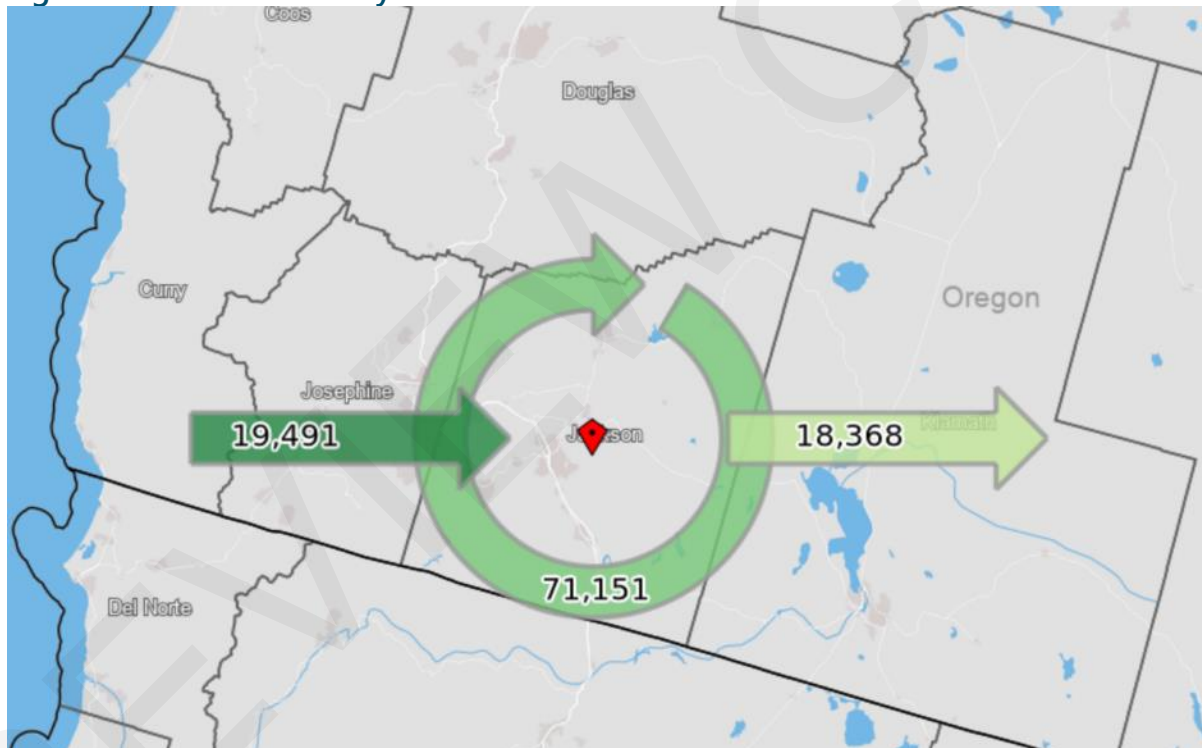 Coos
Douglas
Curry
Oregon
Josephine
19,491
Jackson
18,368
Klamath
71,151
Del Norte